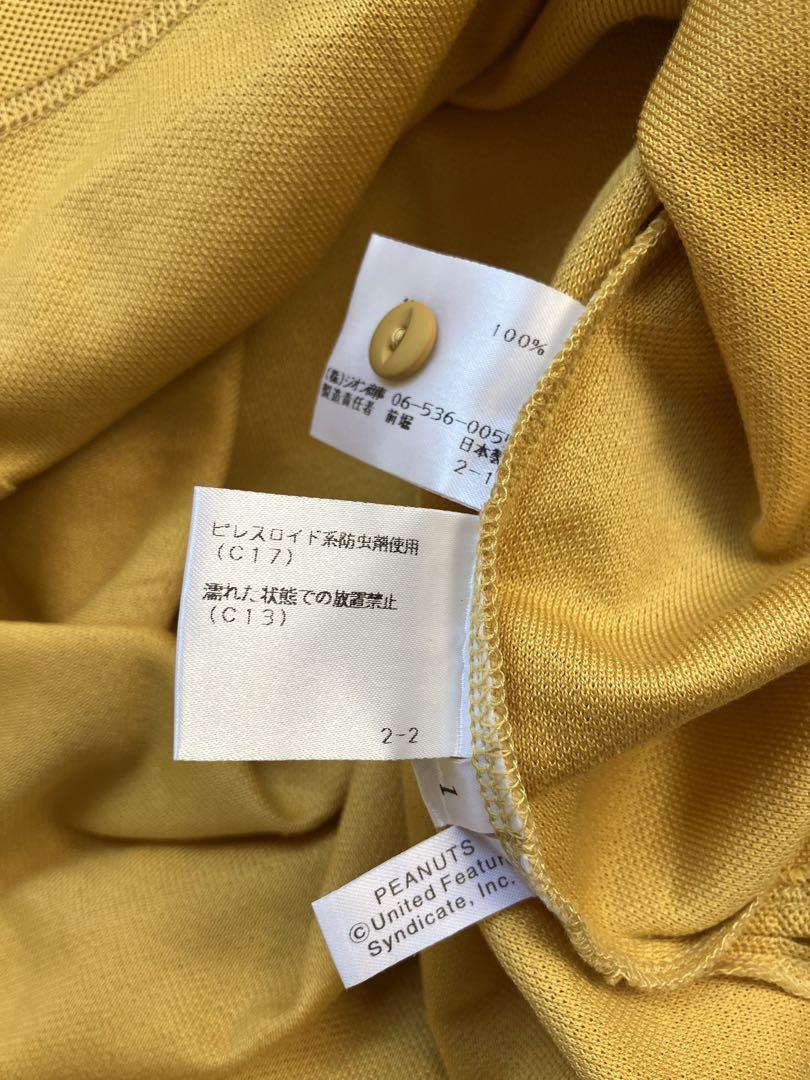 100%
(株)ジオン商事 06-536-005
製造責任者 前堀
日本製
2-1
ピレスロイド系防虫剤使用
(C17)
濡れた状態での放置禁止
(C13)
2-2
PEANUTS
©United Featur
Syndicate, Inc.